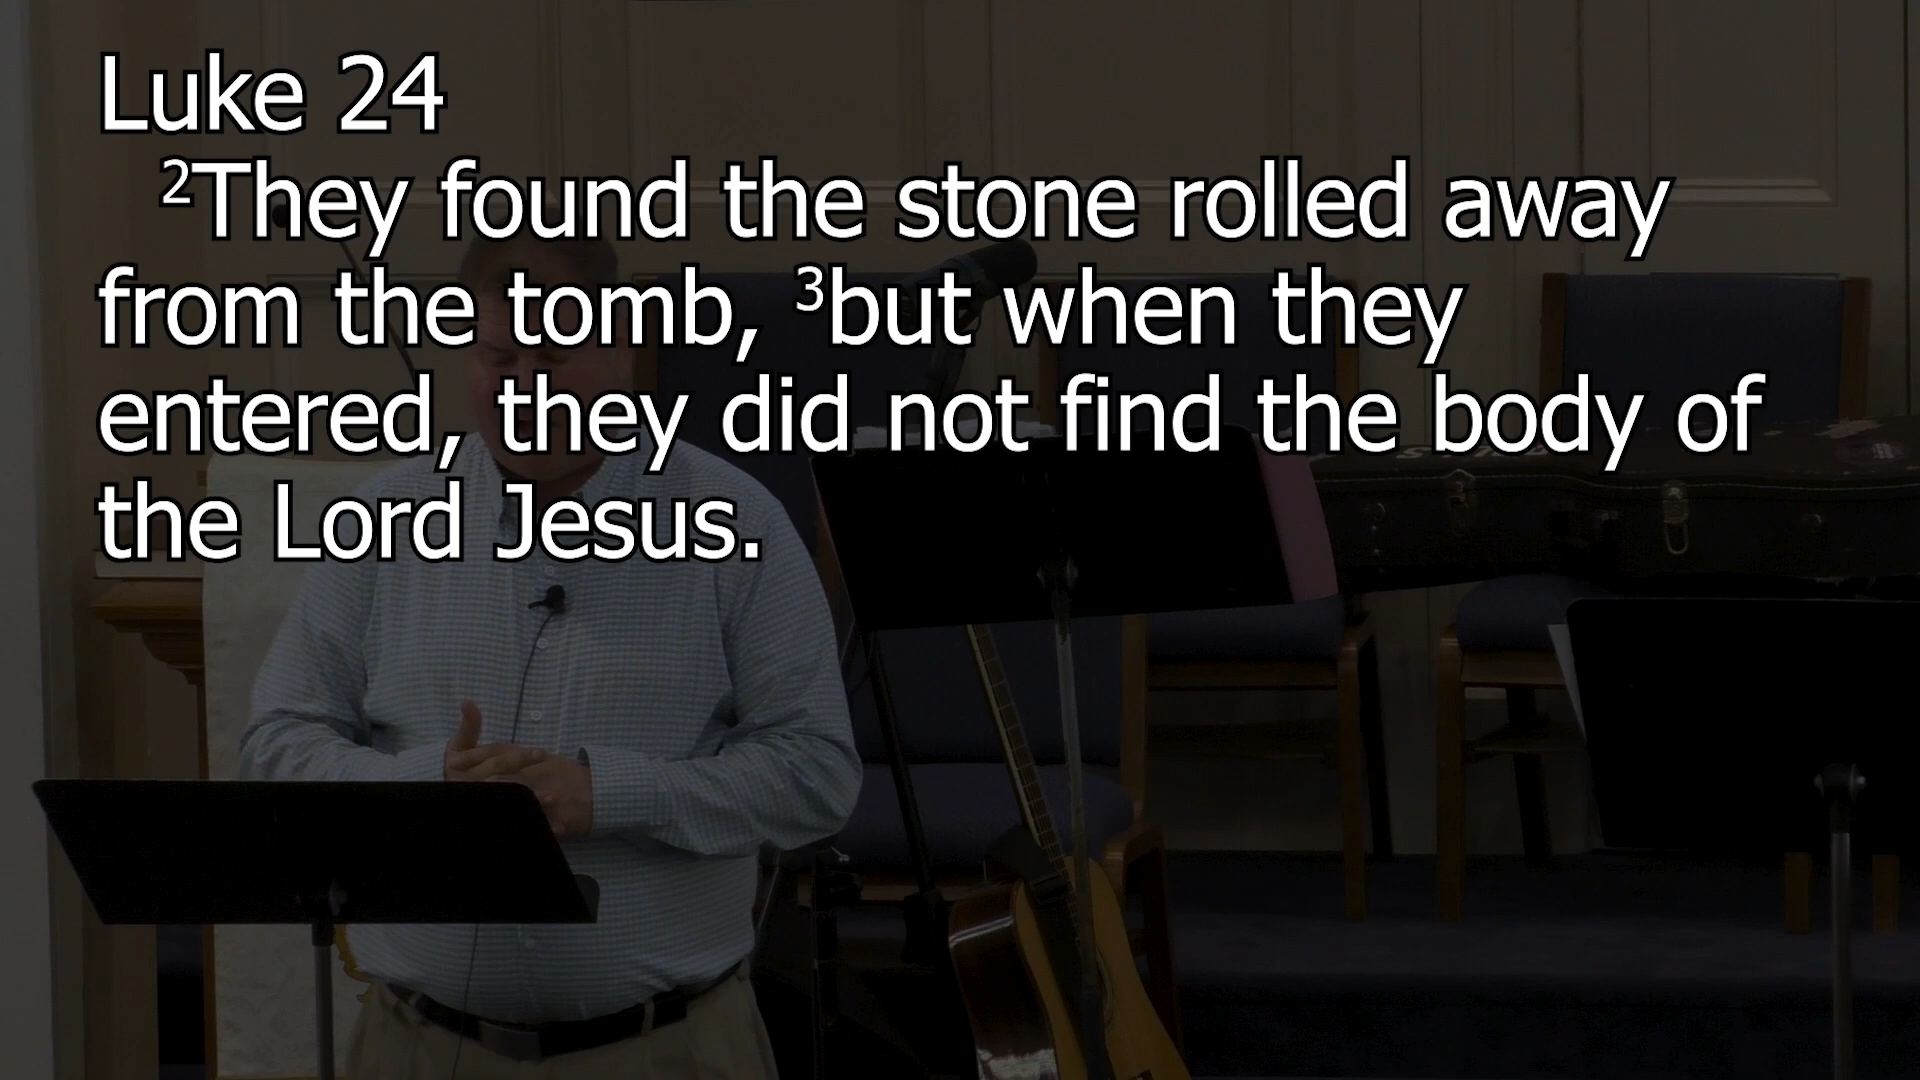 Luke 24
²They found the stone rolled away
from the tomb, ³but when they
entered, they did not find the body of
the Lord Jesus.